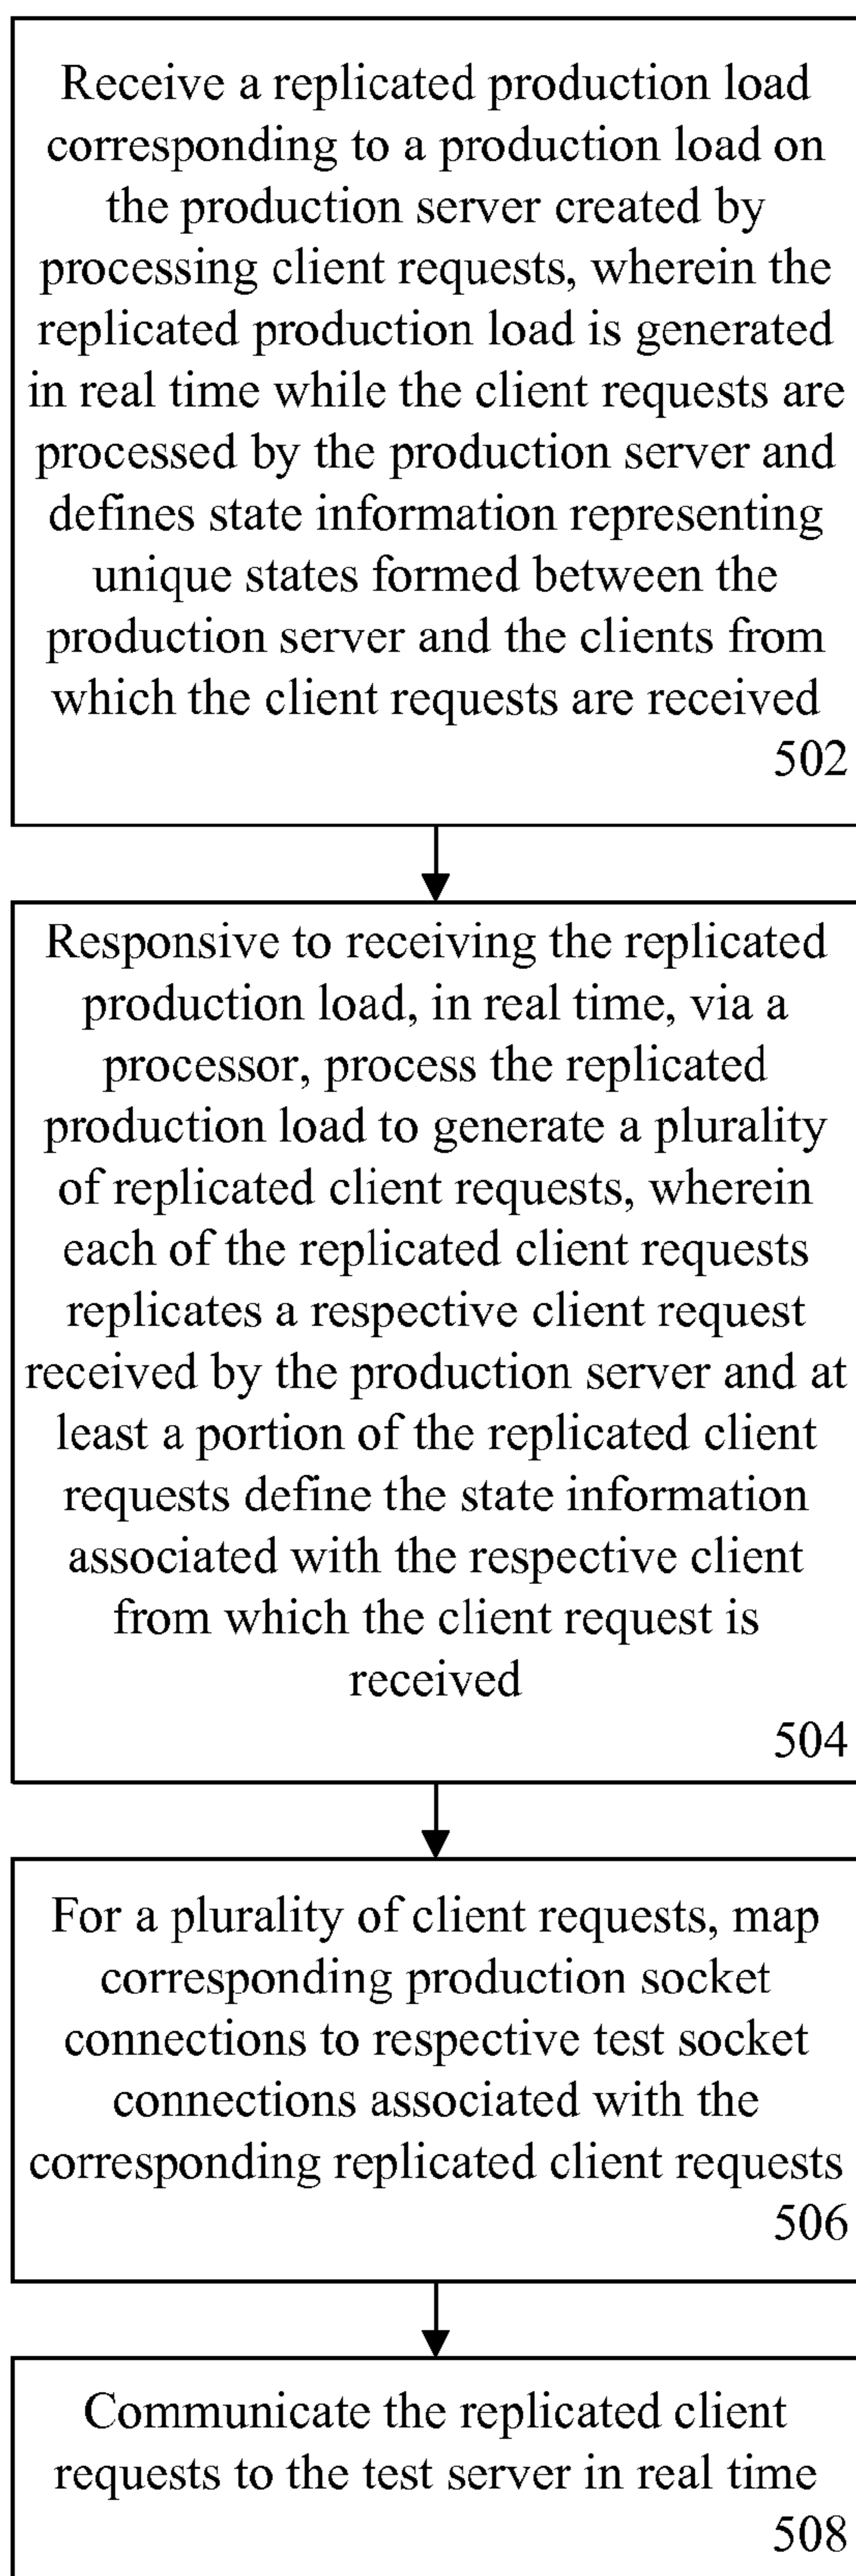 Receive a replicated production load
corresponding to a production load on
the production server created by
processing client requests, wherein the
replicated production load is generated
in real time while the client requests are
processed by the production server and
defines state information representing
unique states formed between the
production server and the clients from
which the client requests are received
502
Responsive to receiving the replicated
production load, in real time, via a
processor, process the replicated
production load to generate a plurality
of replicated client requests, wherein
each of the replicated client requests
replicates a respective client request
received by the production server and at
least a portion of the replicated client
requests define the state information
associated with the respective client
from which the client request is
received
504
For a plurality of client requests, map
corresponding production socket
connections to respective test socket
connections associated with the
corresponding replicated client requests
506
Communicate the replicated client
requests to the test server in real time
508